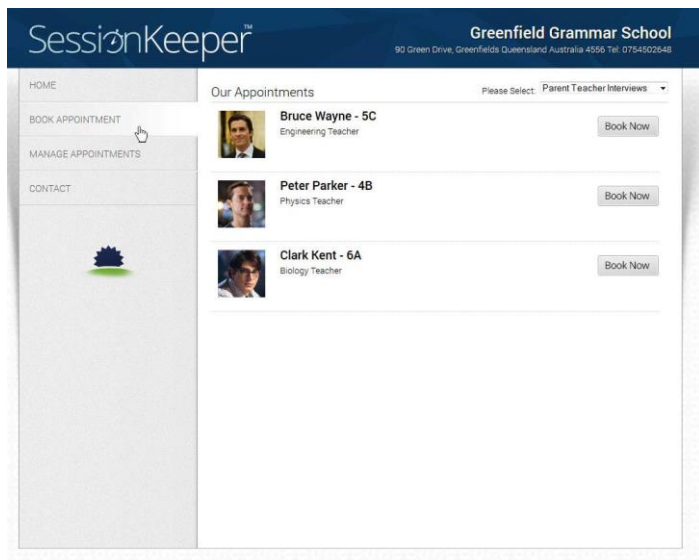 SessionKeeper™
Greenfield Grammar School
90 Green Drive, Greenfields Queensland Australia 4556 Tel: 0754502648
HOME
BOOK APPOINTMENT
MANAGE APPOINTMENTS
CONTACT
Our Appointments
Please Select: Parent Teacher Interviews
Bruce Wayne - 5C
Engineering Teacher
Book Now
Peter Parker - 4B
Physics Teacher
Book Now
Clark Kent - 6A
Biology Teacher
Book Now